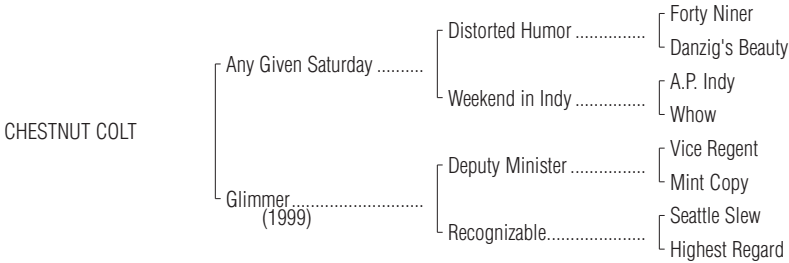 Forty Niner
Distorted Humor ...............
Danzig's Beauty
Any Given Saturday ..........
A.P. Indy
Weekend in Indy ...............
Whow
CHESTNUT COLT
Vice Regent
Deputy Minister ................
Mint Copy
Glimmer............................
(1999)
Seattle Slew
Recognizable.....................
Highest Regard